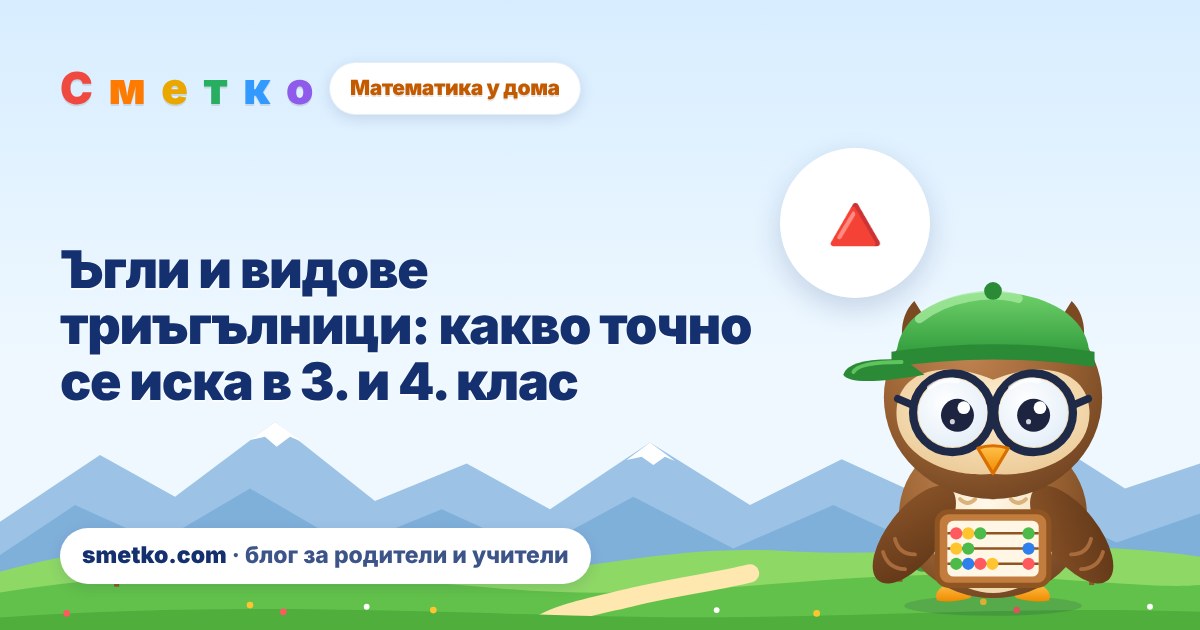 Сметко
Математика у дома
Ъгли и видове
триъгълници: какво точно
се иска в 3. и 4. клас
smetko.com · блог за родители и учители